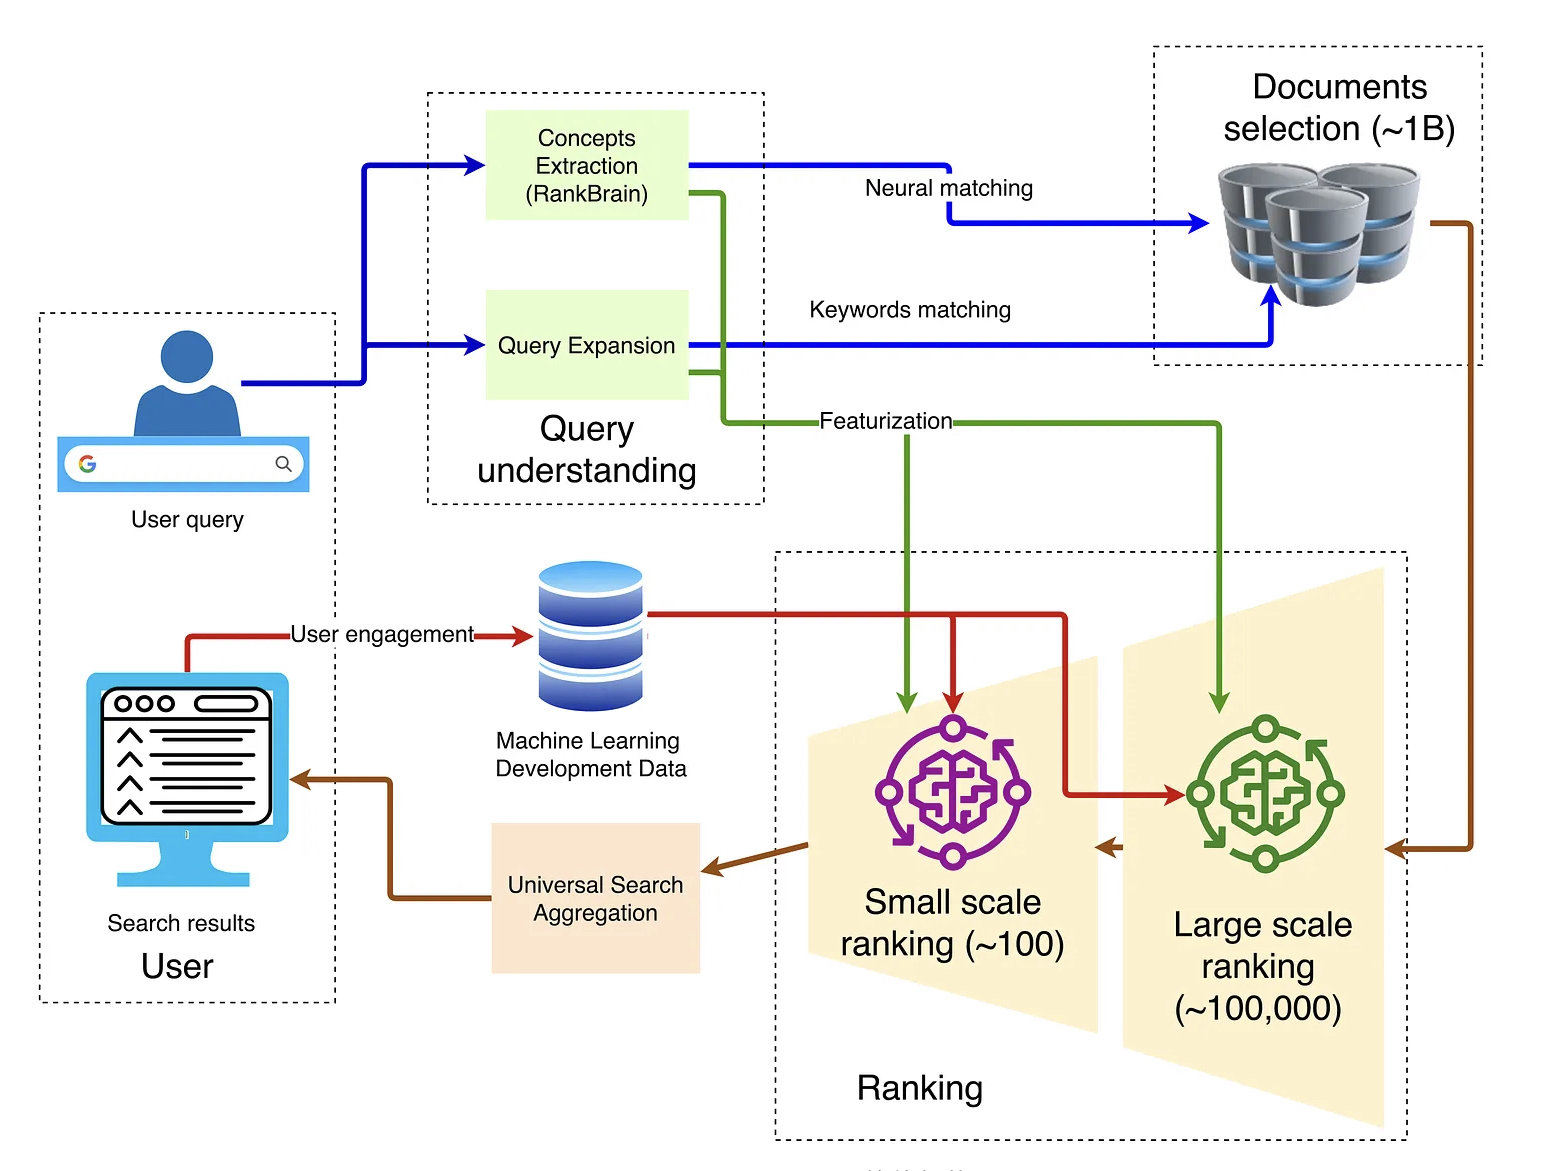 Documents
selection (~1B)
Concepts
Extraction
(RankBrain)
Neural matching
Keywords matching
Query Expansion
Featurization
Query
understanding
G
User query
User engagement
Machine Learning
Development Data
Universal Search
Aggregation
Search results
User
Small scale
ranking (~100)
Large scale
ranking
(~100,000)
Ranking